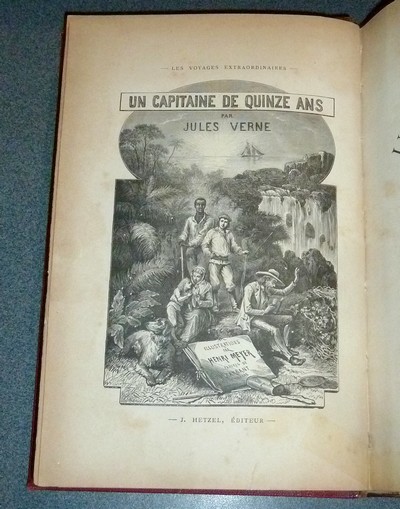 — LES VOYAGES EXTRAORDINAIRES —
UN CAPITAINE DE QUINZE ANS
PAR
JULES VERNE
ILLUSTRATIONS
PAR
HENRI MEYER
— J. HETZEL, ÉDITEUR —